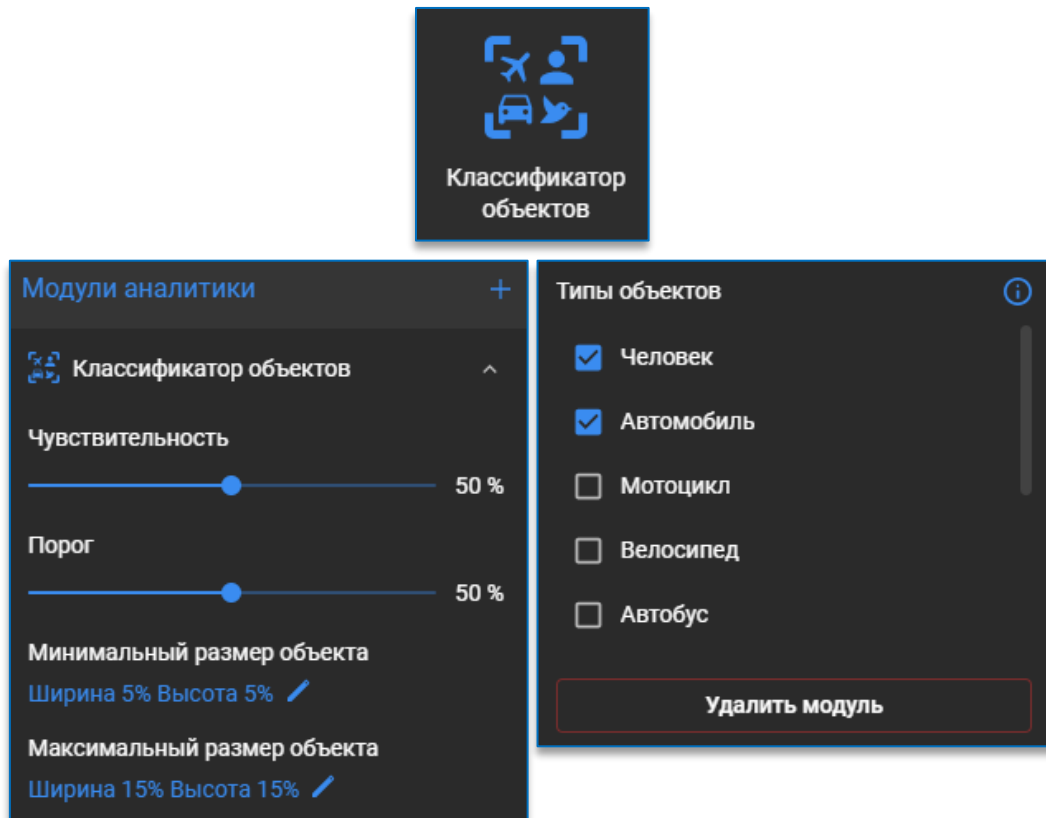 Классификатор
объектов
Модули аналитики
Классификатор объектов
Чувствительность
50 %
Порог
50 %
Минимальный размер объекта
Ширина 5% Высота 5%
Максимальный размер объекта
Ширина 15% Высота 15%
Типы объектов
Человек
Автомобиль
Мотоцикл
Велосипед
Автобус
Удалить модуль